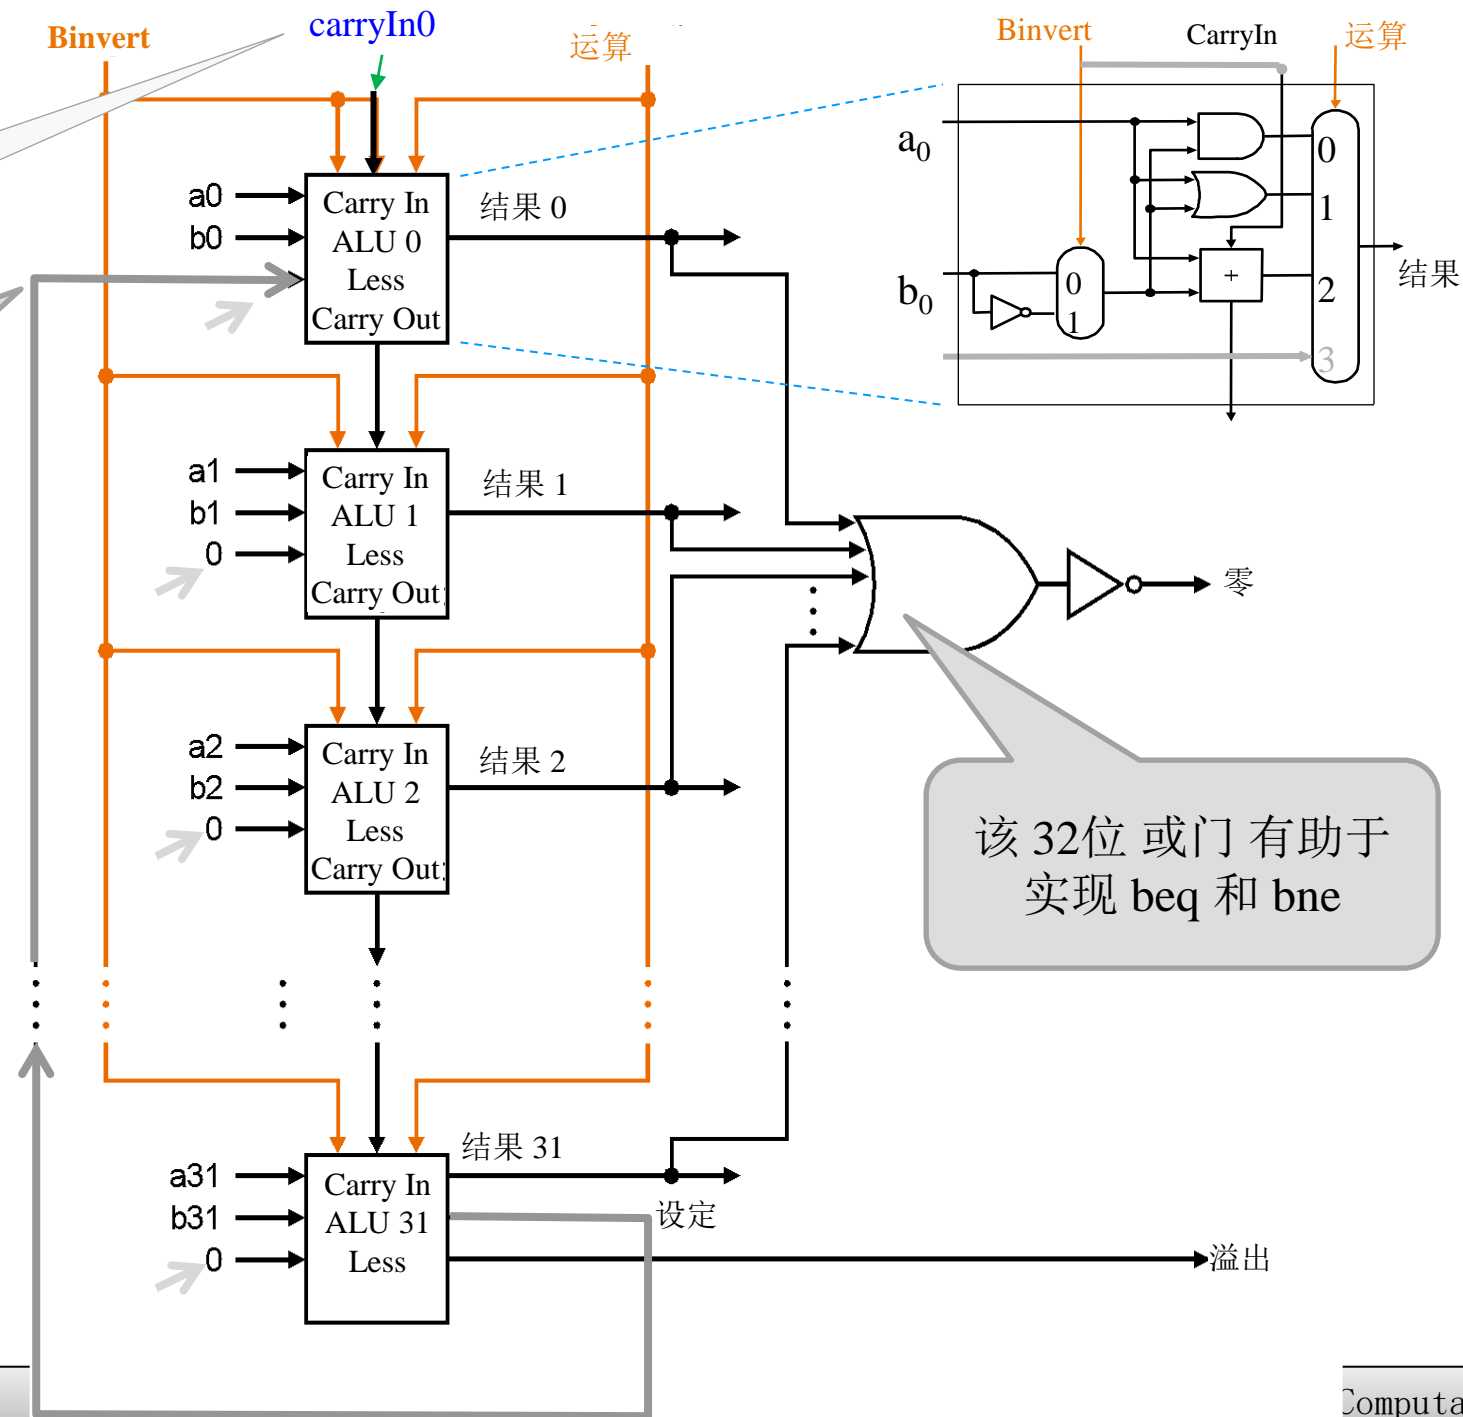 Binvert
carryIn0
运算
a0
b0
Carry In
ALU 0
Less
Carry Out
结果 0
a1
b1
0
Carry In
ALU 1
Less
Carry Out
结果 1
a2
b2
0
Carry In
ALU 2
Less
Carry Out
结果 2
a31
b31
0
Carry In
ALU 31
Less
结果 31
设定
溢出
零
该 32位 或门 有助于
实现 beq 和 bne
Binvert
CarryIn
运算
a0
b0
0
1
+
0
1
2
3
结果